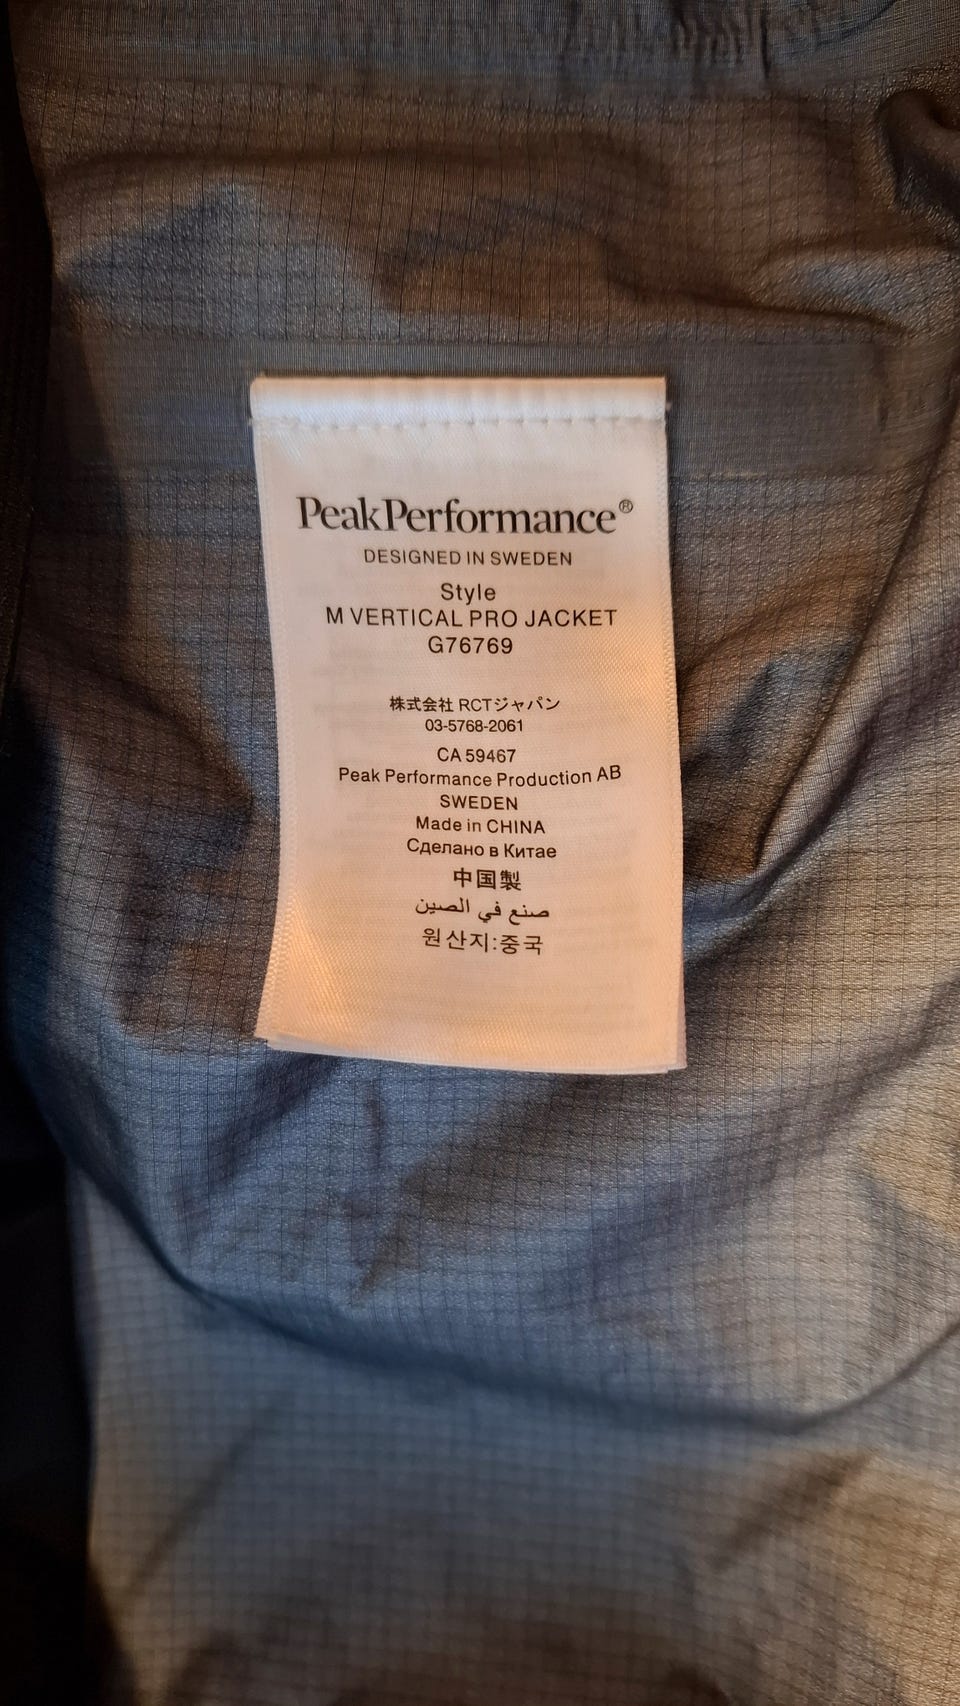 PeakPerformance®
DESIGNED IN SWEDEN
Style
M VERTICAL PRO JACKET
G76769
株式会社 RCTジャパン
03-5768-2061
CA 59467
Peak Performance Production AB
SWEDEN
Made in CHINA
Сделано в Китае
中国製
صنع في الصين
원산지:중국